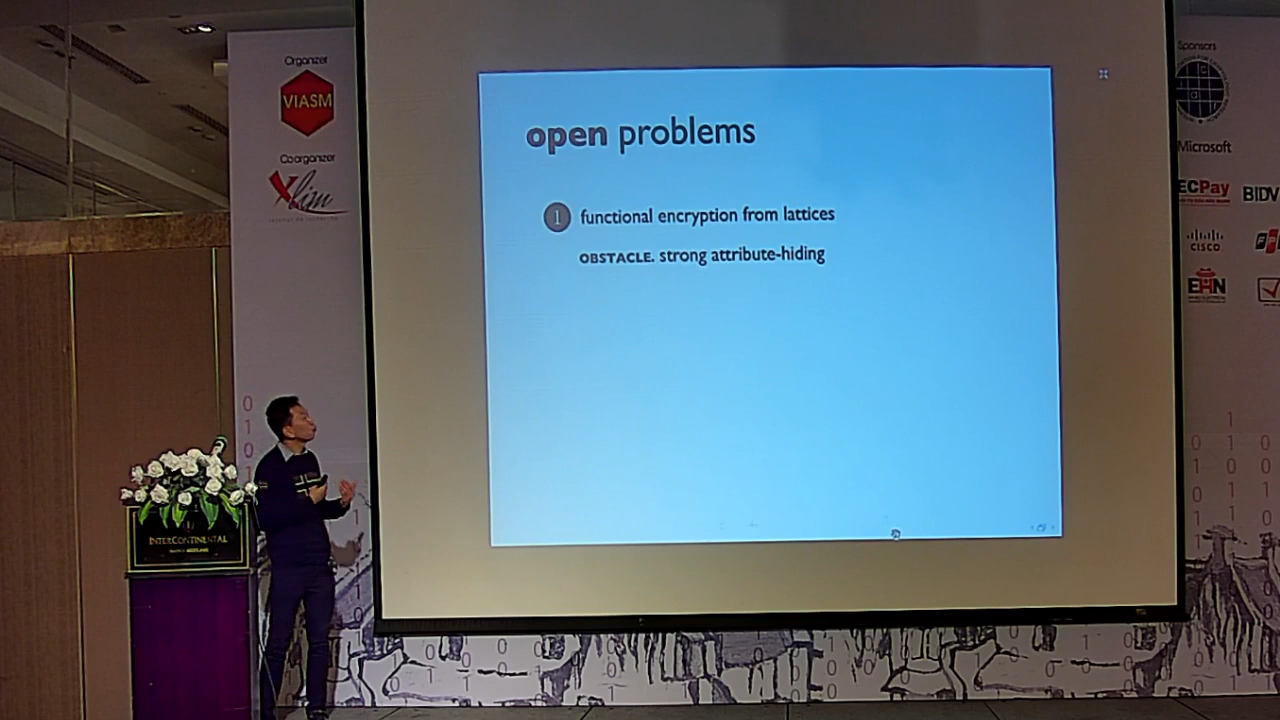 Organizer
VIASM
Coorganizer
Xlim
open problems
1 functional encryption from lattices
OBSTACLE. strong attribute-hiding
INTERCONTINENTAL
Sponsors
Microsoft
ECPay
BIDV
CISCO